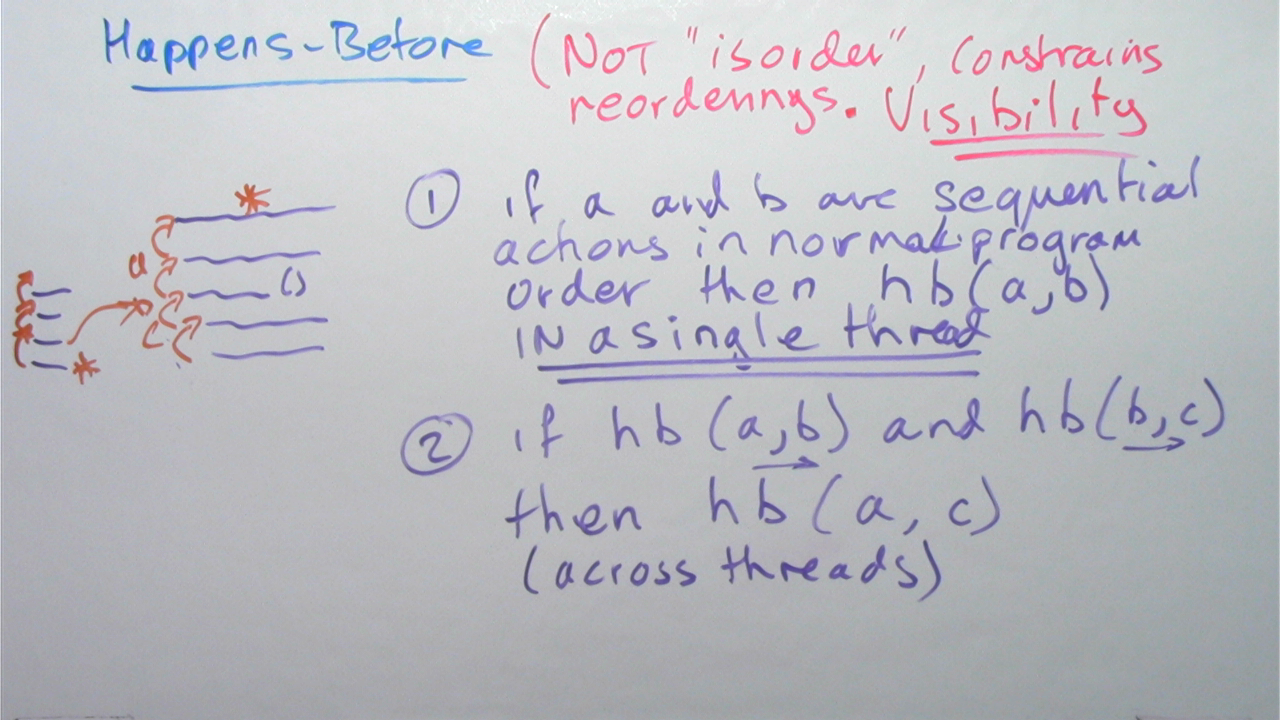 Happens-Before (NOT "isorder", constrains
reorderings. Visibility
① if a and b are sequential
actions in normal program
order then hb(a,b)
IN a single thread
② if hb (a,b) and hb(b,c)
then hb(a, c)
(across threads)
a
()